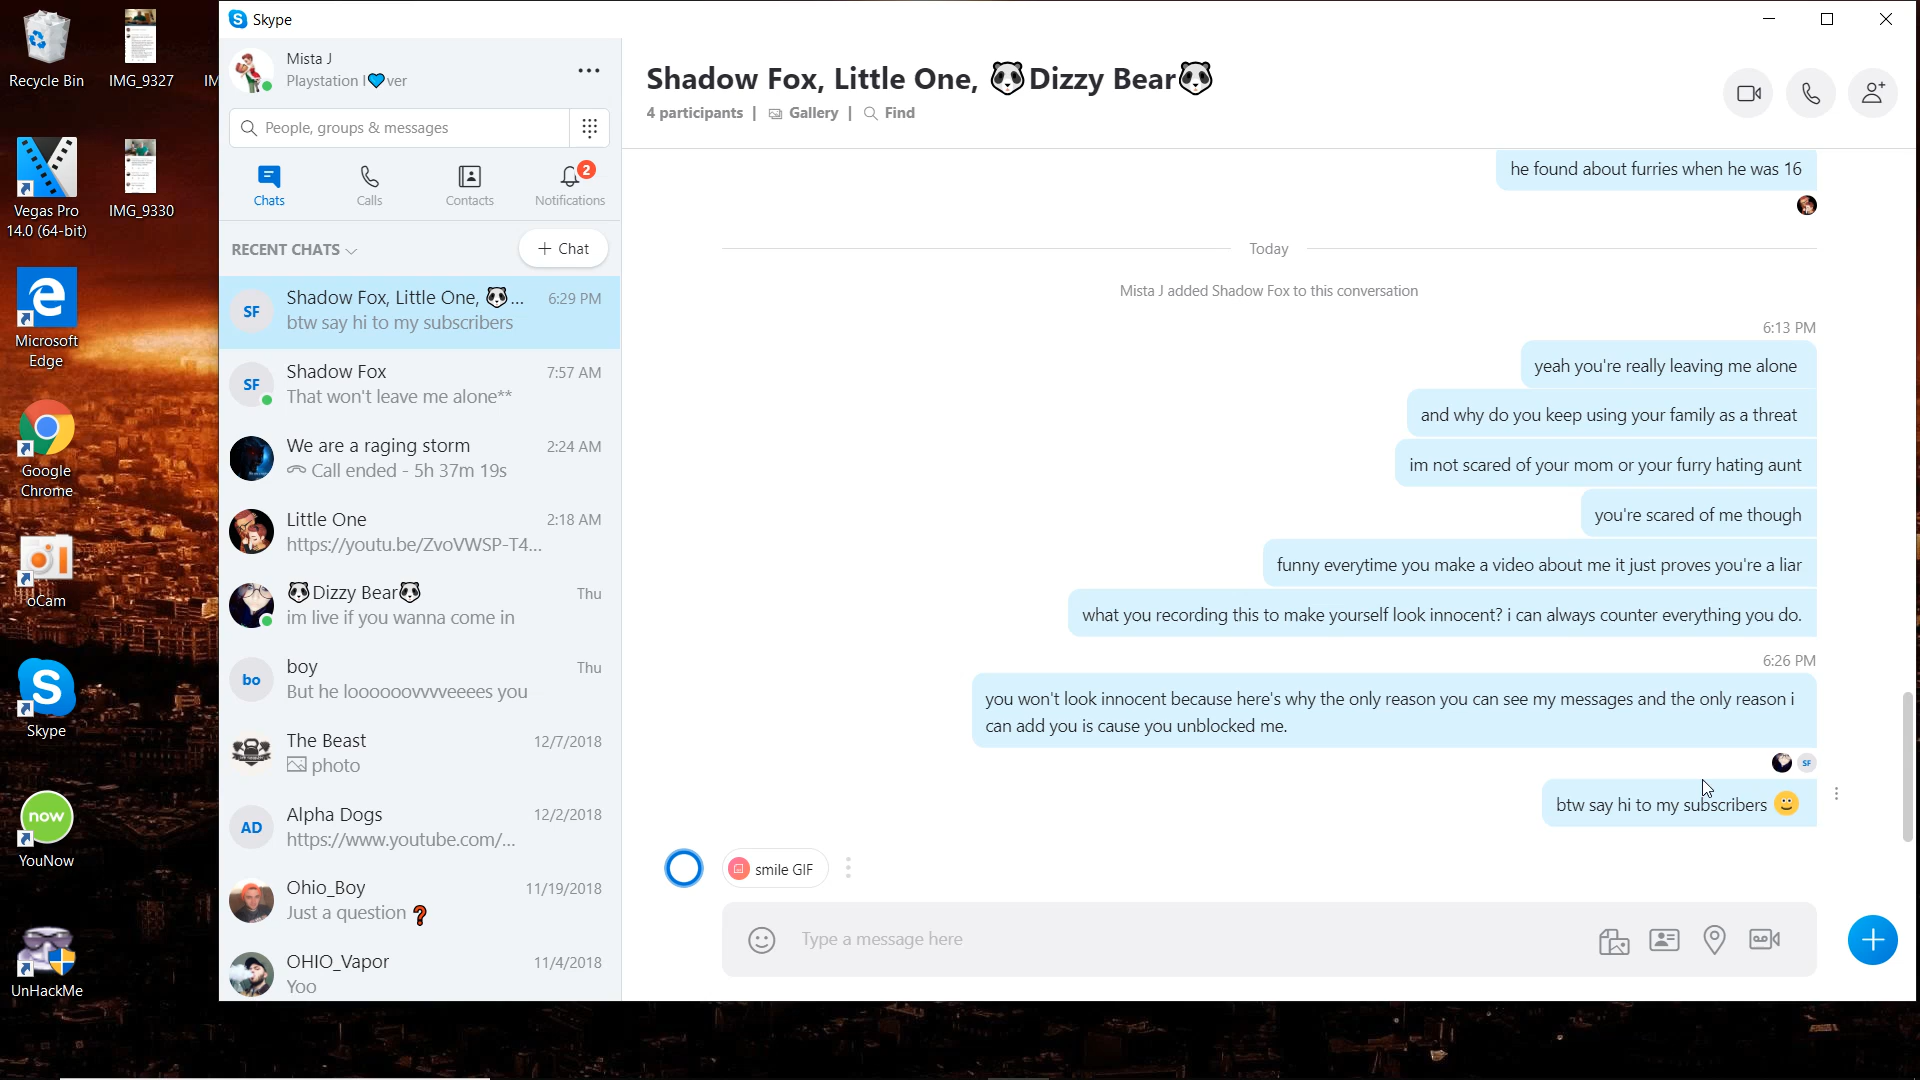 Recycle Bin
IMG_9327
IM
Vegas Pro
14.0 (64-bit)
IMG_9330
Microsoft
Edge
Google
Chrome
oCam
Skype
now
YouNow
UnHackMe
Skype
Mista J
Playstation l💙ver
People, groups & messages
Chats
Calls
Contacts
2
Notifications
RECENT CHATS
+ Chat
SF
Shadow Fox, Little One, 🐼...
6:29 PM
btw say hi to my subscribers
SF
Shadow Fox
7:57 AM
That won't leave me alone**
We are a raging storm
2:24 AM
Call ended - 5h 37m 19s
Little One
2:18 AM
https://youtu.be/ZvoVWSP-T4...
🐼Dizzy Bear🐼
Thu
im live if you wanna come in
bo
boy
Thu
But he loooooovvvveeees you
The Beast
12/7/2018
photo
AD
Alpha Dogs
12/2/2018
https://www.youtube.com/...
Ohio_Boy
11/19/2018
Just a question ❓
OHIO_Vapor
11/4/2018
Yoo
Shadow Fox, Little One, 🐼Dizzy Bear🐼
4 participants | Gallery | Find
he found about furries when he was 16
Today
Mista J added Shadow Fox to this conversation
6:13 PM
yeah you're really leaving me alone
and why do you keep using your family as a threat
im not scared of your mom or your furry hating aunt
you're scared of me though
funny everytime you make a video about me it just proves you're a liar
what you recording this to make yourself look innocent? i can always counter everything you do.
6:26 PM
you won't look innocent because here's why the only reason you can see my messages and the only reason i
can add you is cause you unblocked me.
SF
btw say hi to my subscribers 🙂
smile GIF
Type a message here